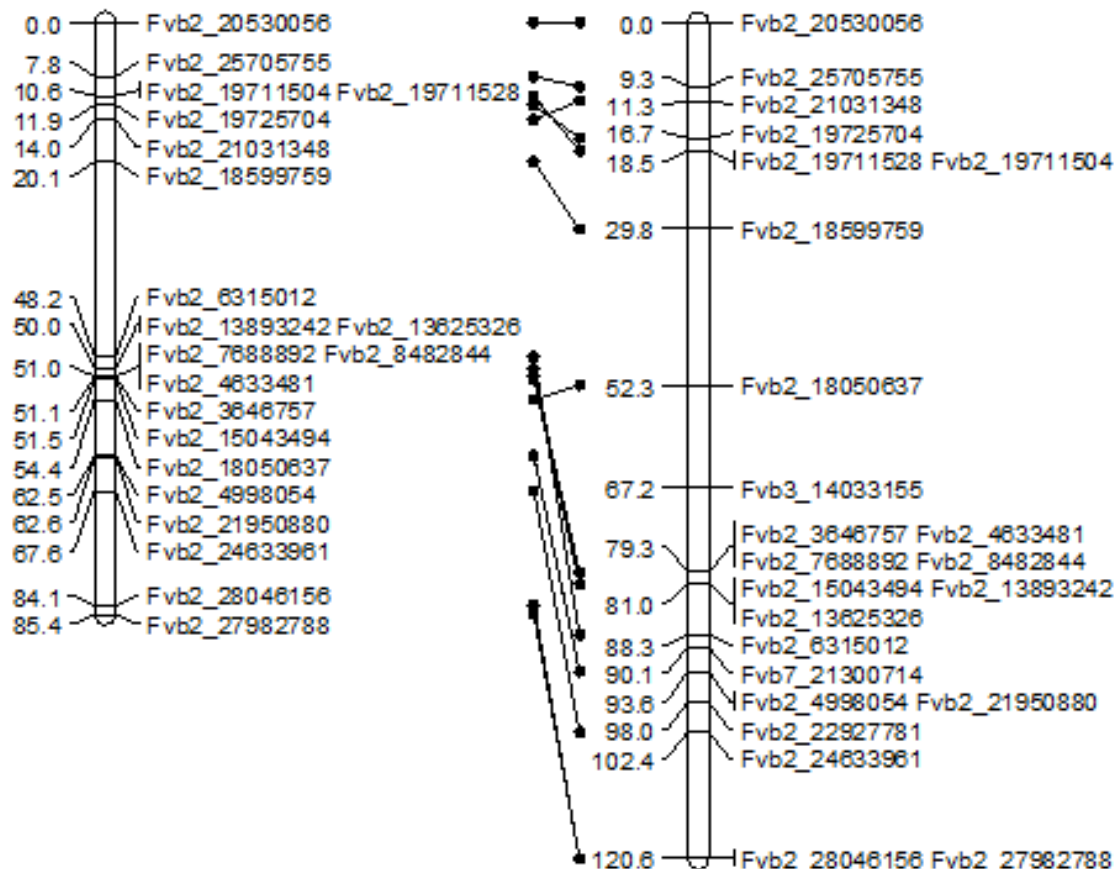 0.0 Fvb2_20530056
7.8 Fvb2_25705755
10.6 Fvb2_19711504 Fvb2_19711528
11.9 Fvb2_19725704
14.0 Fvb2_21031348
20.1 Fvb2_18599759
48.2 Fvb2_6315012
50.0 Fvb2_13893242 Fvb2_13625326
51.0 Fvb2_7688892 Fvb2_8482844
Fvb2_4633481
51.1 Fvb2_3646757
51.5 Fvb2_15043494
54.4 Fvb2_18050637
62.5 Fvb2_4998054
62.6 Fvb2_21950880
67.6 Fvb2_24633961
84.1 Fvb2_28046156
85.4 Fvb2_27982788
0.0 Fvb2_20530056
9.3 Fvb2_25705755
11.3 Fvb2_21031348
16.7 Fvb2_19725704
18.5 Fvb2_19711528 Fvb2_19711504
29.8 Fvb2_18599759
52.3 Fvb2_18050637
67.2 Fvb3_14033155
Fvb2_3646757 Fvb2_4633481
79.3 Fvb2_7688892 Fvb2_8482844
Fvb2_15043494 Fvb2_13893242
81.0 Fvb2_13625326
88.3 Fvb2_6315012
90.1 Fvb7_21300714
93.6 Fvb2_4998054 Fvb2_21950880
98.0 Fvb2_22927781
102.4 Fvb2_24633961
120.6 Fvb2_28046156 Fvb2_27982788